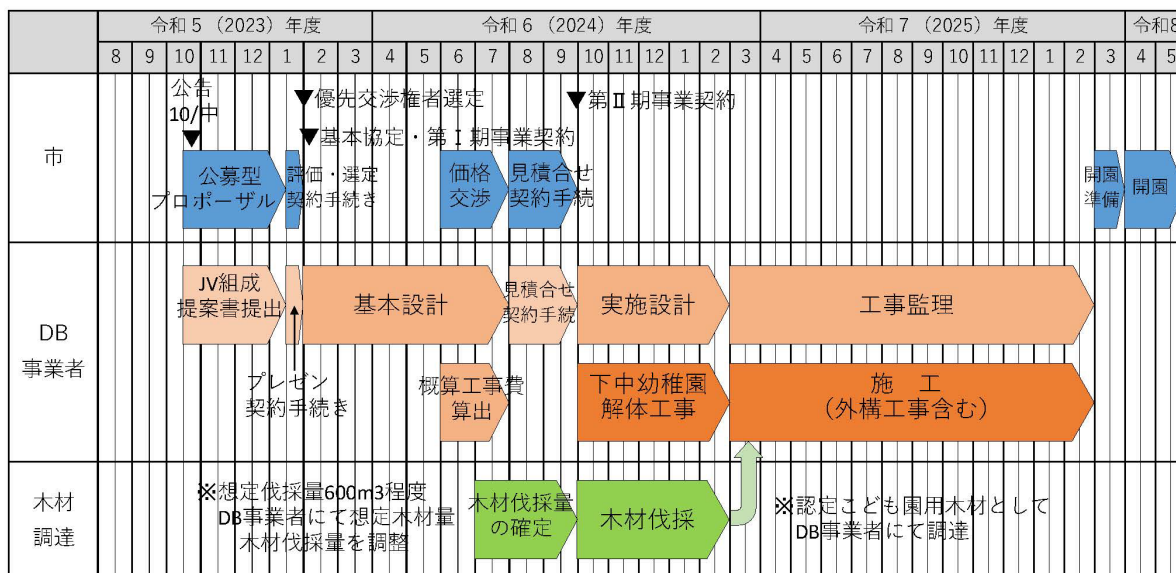 令和５（2023）年度
令和６（2024）年度
令和７（2025）年度
令和8
8 9 10 11 12 1 2 3 4 5 6 7 8 9 10 11 12 1 2 3 4 5 6 7 8 9 10 11 12 1 2 3 4 5
市
公告
10/中
▼
▼優先交渉権者選定
▼基本協定・第Ⅰ期事業契約
▼第Ⅱ期事業契約
公募型
プロポーザル
評価・選定
契約手続き
価格
交渉
見積合せ
契約手続
開園
準備
開園
DB
事業者
JV組成
提案書提出
基本設計
見積合せ
契約手続
実施設計
工事監理
プレゼン
契約手続き
概算工事費
算出
下中幼稚園
解体工事
施　工
（外構工事含む）
木材
調達
※想定伐採量600m3程度
DB事業者にて想定木材量
木材伐採量を調整
木材伐採量
の確定
木材伐採
※認定こども園用木材として
DB事業者にて調達